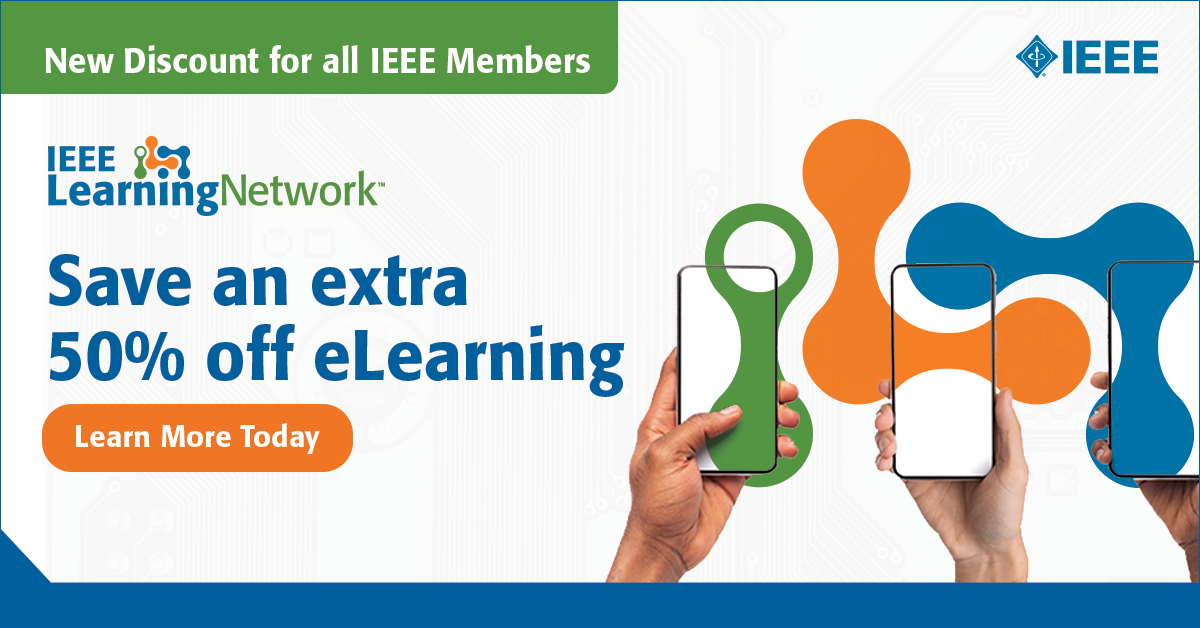 New Discount for all IEEE Members
IEEE
IEEE
LearningNetwork™
Save an extra
50% off eLearning
Learn More Today